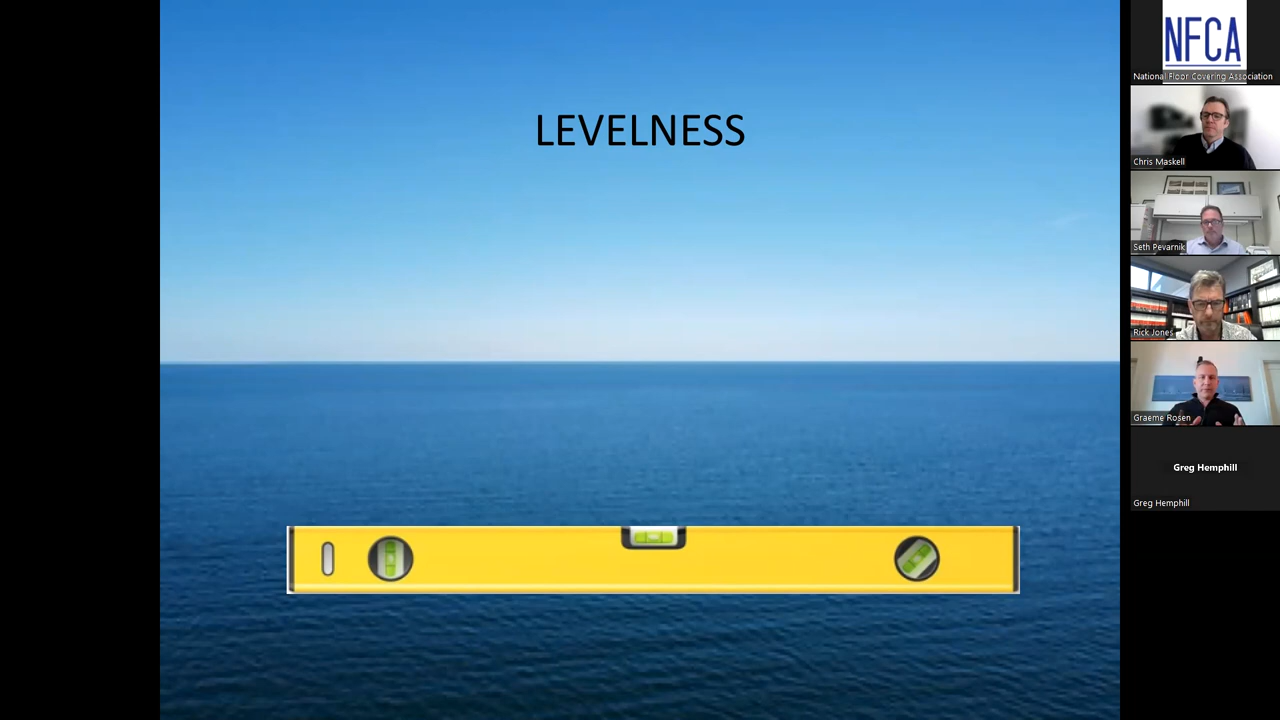 LEVELNESS
NFCA
National Floor Covering Association
Chris Maskell
Seth Pevarnik
Rick Jones
Graeme Rosen
Greg Hemphill
Greg Hemphill